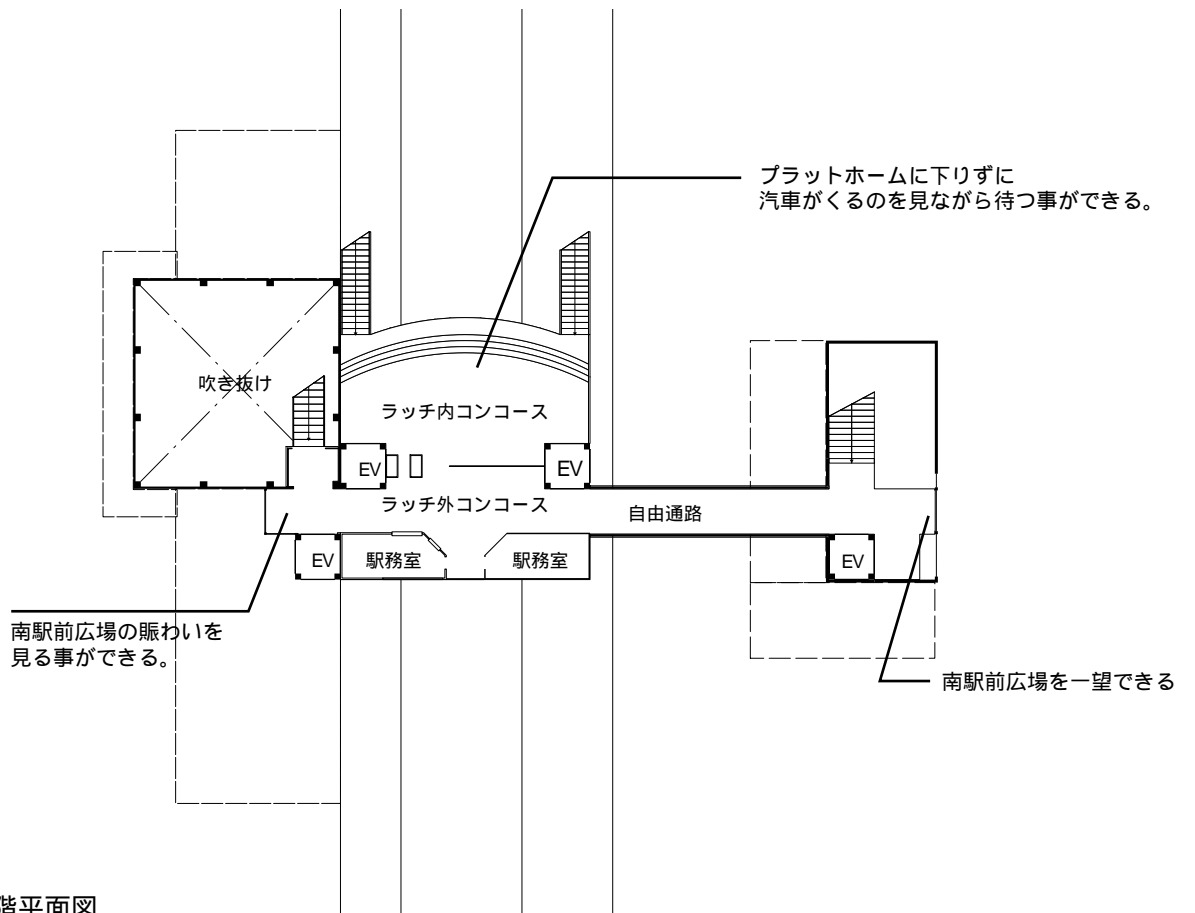 プラットホームに下りずに
汽車がくるのを見ながら待つ事ができる。
吹き抜け
ラッチ内コンコース
EV
EV
ラッチ外コンコース
自由通路
EV
駅務室
駅務室
EV
南駅前広場の賑わいを
見る事ができる。
南駅前広場を一望できる
階平面図